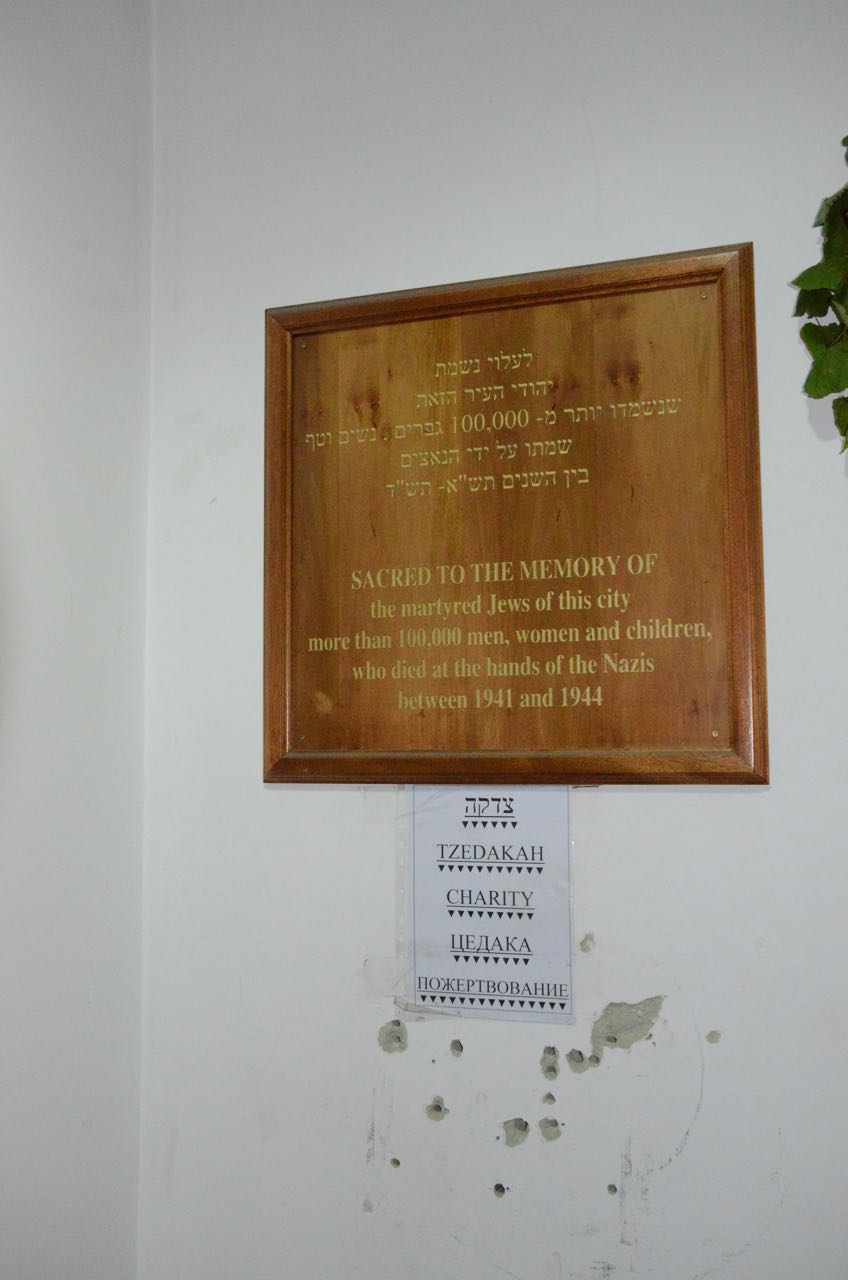 לעלוי נשמת
יהודי העיר הזאת
שנשמדו יותר מ- 100,000 גברים, נשים וטף
שמתו על ידי הנאצים
בין השנים תש"א- תש"ד
SACRED TO THE MEMORY OF
the martyred Jews of this city
more than 100,000 men, women and children,
who died at the hands of the Nazis
between 1941 and 1944
צדקה
TZEDAKAH
CHARITY
ЦЕДАКА
ПОЖЕРТВОВАНИЕ